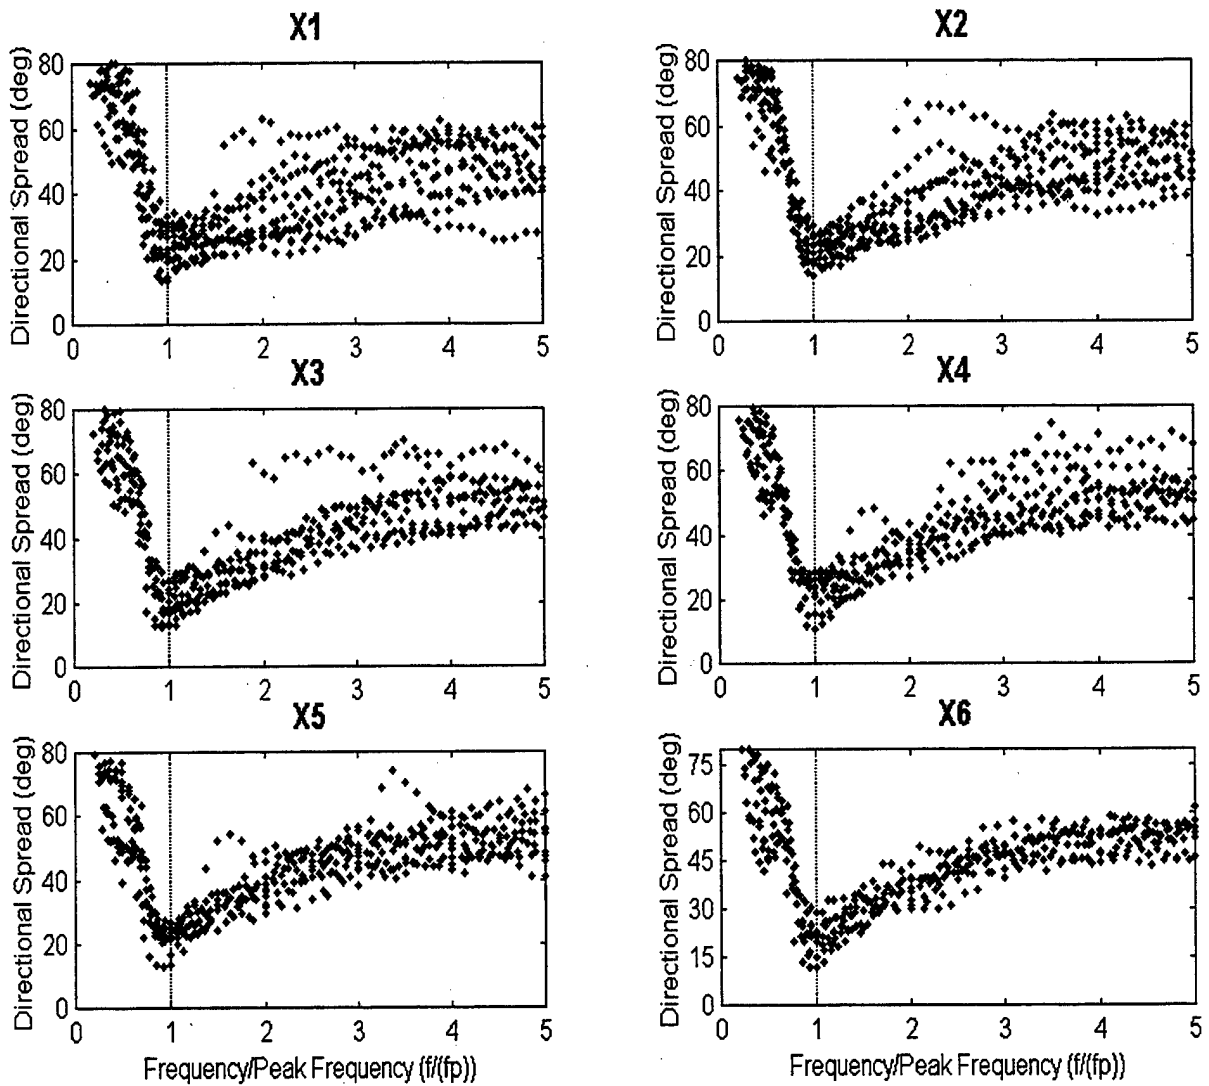 X1
Directional Spread (deg)
80
60
40
20
0
0 1 2 3 4 5
X2
Directional Spread (deg)
80
60
40
20
0
0 1 2 3 4 5
X3
Directional Spread (deg)
80
60
40
20
0
0 1 2 3 4 5
X4
Directional Spread (deg)
80
60
40
20
0
0 1 2 3 4 5
X5
Directional Spread (deg)
80
60
40
20
0
0 1 2 3 4 5
Frequency/Peak Frequency (f/(fp))
X6
Directional Spread (deg)
75
60
45
30
15
0
0 1 2 3 4 5
Frequency/Peak Frequency (f/(fp))